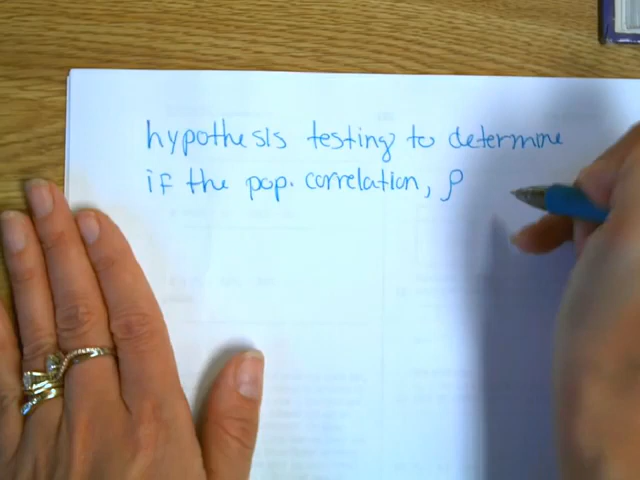 hypothesis testing to determine
if the pop. correlation, ρ